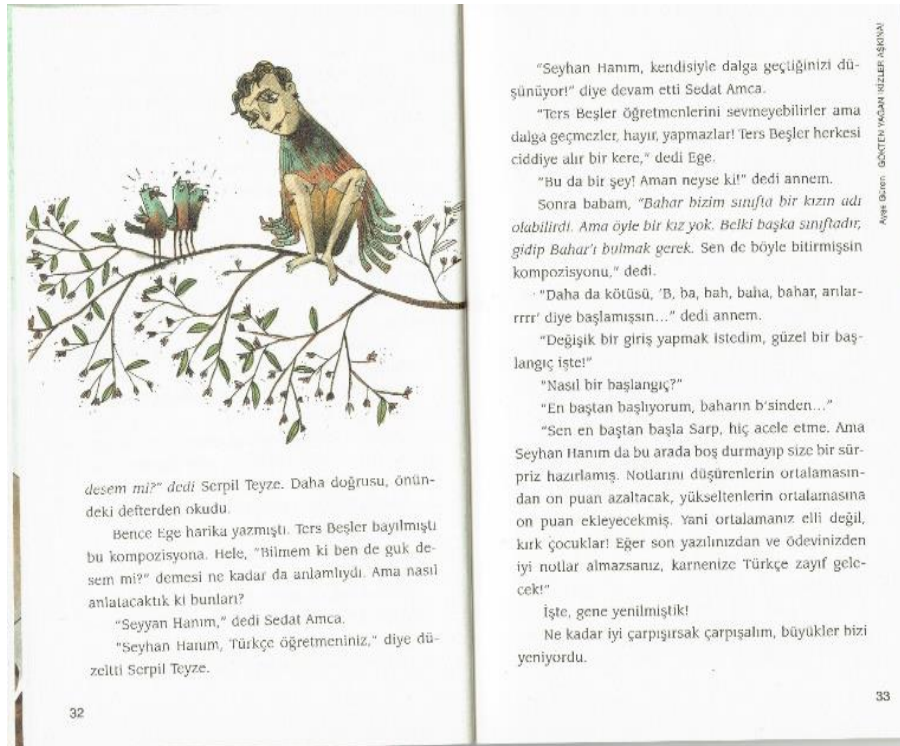 desem mi?" dedi Serpil Teyze. Daha doğrusu, önün-
deki defterden okudu.
Bence Ege harika yazmıştı. Ters Beşler bayılmıştı
bu kompozisyona. Hele, "Bilmem ki ben de guk de-
sem mi?" demesi ne kadar da anlamlıydı. Ama nasıl
anlatacaktık ki bunları?
"Seyyan Hanım," dedi Sedat Amca.
"Seyhan Hanım, Türkçe öğretmeniniz," diye dü-
zeltti Serpil Teyze.
32
"Seyhan Hanım, kendisiyle dalga geçtiğinizi dü-
şünüyor!" diye devam etti Sedat Amca.
"Ters Beşler öğretmenlerini sevmeyebilirler ama
dalga geçmezler, hayır, yapmazlar! Ters Beşler herkesi
ciddiye alır bir kere," dedi Ege.
"Bu da bir şey! Aman neyse ki!" dedi annem.
Sonra babam, "Bahar bizim sınıfta bir kızın adı
olabilirdi. Ama öyle bir kız yok. Belki başka sınıftadır,
gidip Bahar'ı bulmak gerek. Sen de böyle bitirmişsin
kompozisyonu," dedi.
"Daha da kötüsü, 'B, ba, bah, baha, bahar, arılar-
rrrr' diye başlamışsın..." dedi annem.
"Değişik bir giriş yapmak istedim, güzel bir baş-
langıç işte!"
"Nasıl bir başlangıç?"
"En baştan başlıyorum, baharın b'sinden..."
"Sen en baştan başla Sarp, hiç acele etme. Ama
Seyhan Hanım da bu arada boş durmayıp size bir sür-
priz hazırlamış. Notlarını düşürenlerin ortalamasın-
dan on puan azaltacak, yükseltenlerin ortalamasına
on puan ekleyecekmiş. Yani ortalamanız elli değil,
kırk çocuklar! Eğer son yazılınızdan ve ödevinizden
iyi notlar almazsanız, karnenize Türkçe zayıf gele-
cek!"
İşte, gene yenilmiştik!
Ne kadar iyi çarpışırsak çarpışalım, büyükler bizi
yeniyordu.
33
Ayşe Güren GÖKTEN YAĞAN İKİZLER AŞKINA!